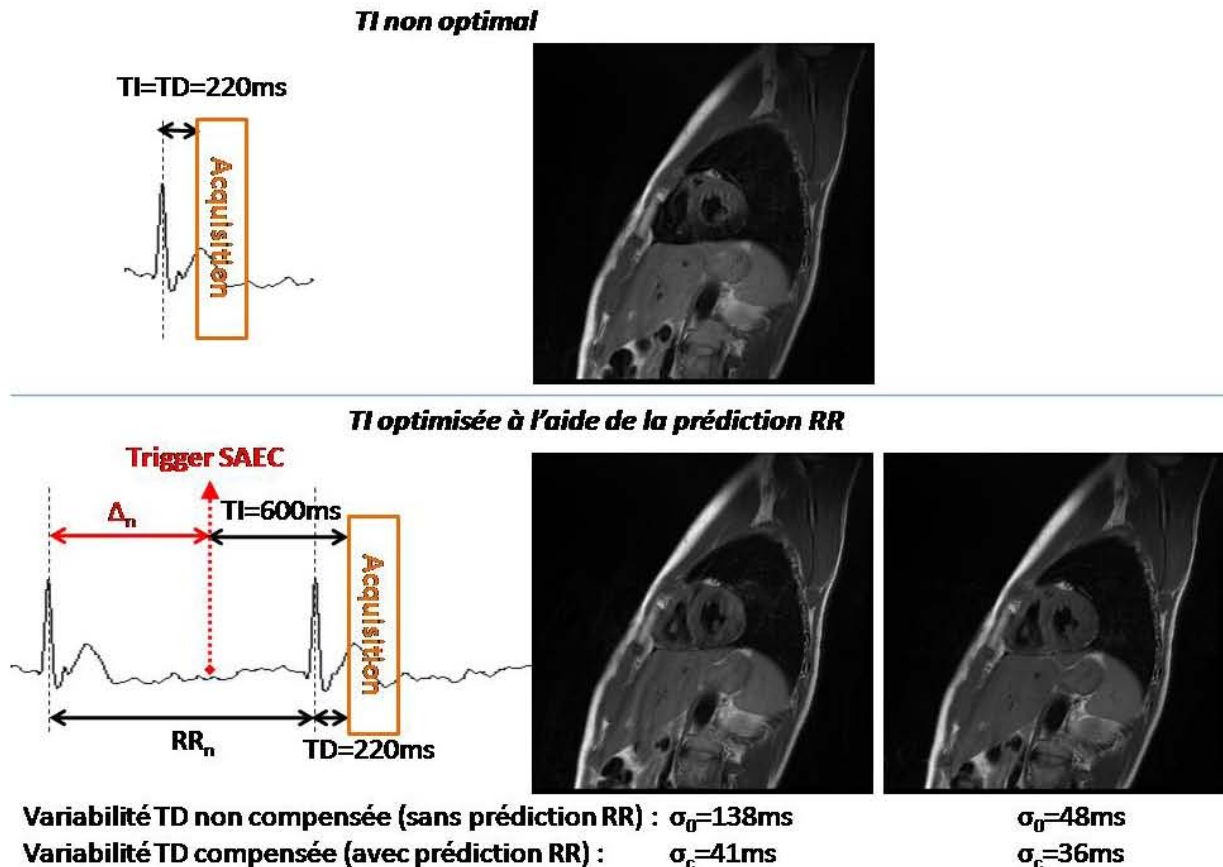 TI non optimal
TI=TD=220ms
Acquisition
TI optimisée à l'aide de la prédiction RR
Trigger SAEC
Δn
TI=600ms
Acquisition
RRn
TD=220ms
Variabilité TD non compensée (sans prédiction RR) : σ0=138ms σ0=48ms
Variabilité TD compensée (avec prédiction RR) : σc=41ms σc=36ms